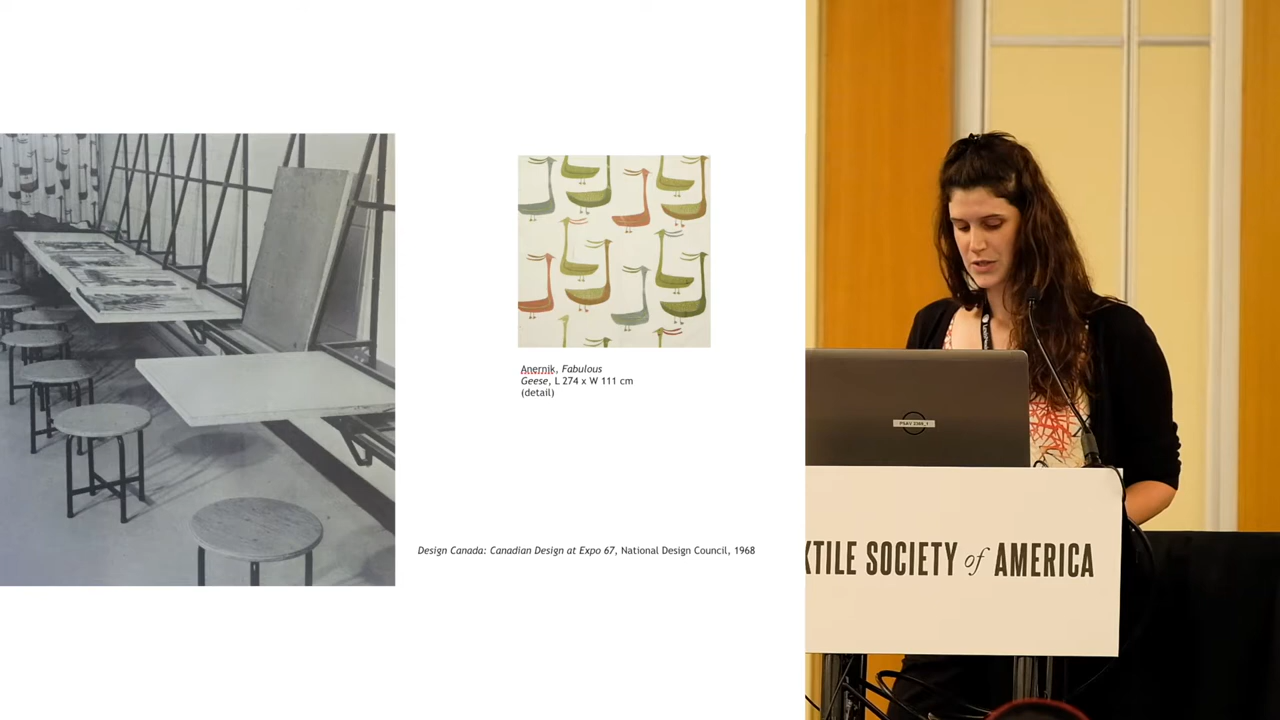 Anernik, Fabulous
Geese, L 274 x W 111 cm
(detail)
Design Canada: Canadian Design at Expo 67, National Design Council, 1968
XTILE SOCIETY of AMERICA